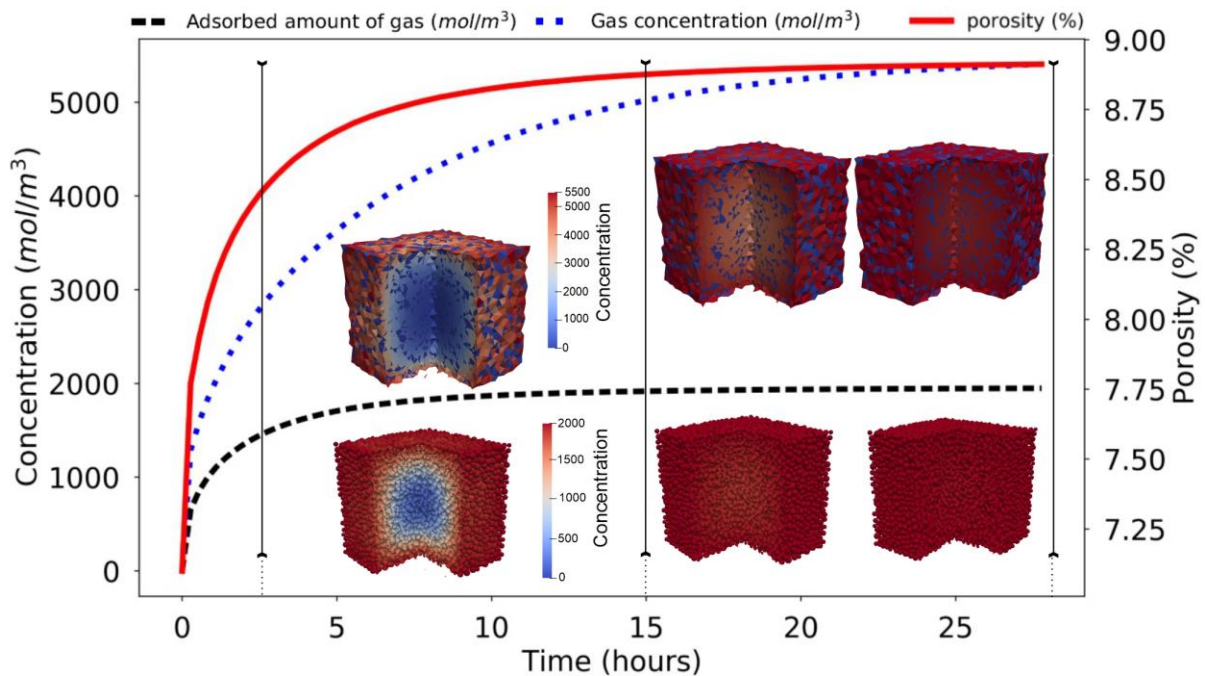 Adsorbed amount of gas (mol/m³)
Gas concentration (mol/m³)
porosity (%)
Concentration (mol/m³)
5000
4000
3000
2000
1000
0
5500
5000
4000
3000
2000
1000
0
Concentration
2000
1500
1000
500
0
Concentration
9.00
8.75
8.50
8.25
8.00
7.75
7.50
7.25
Porosity (%)
0 5 10 15 20 25
Time (hours)